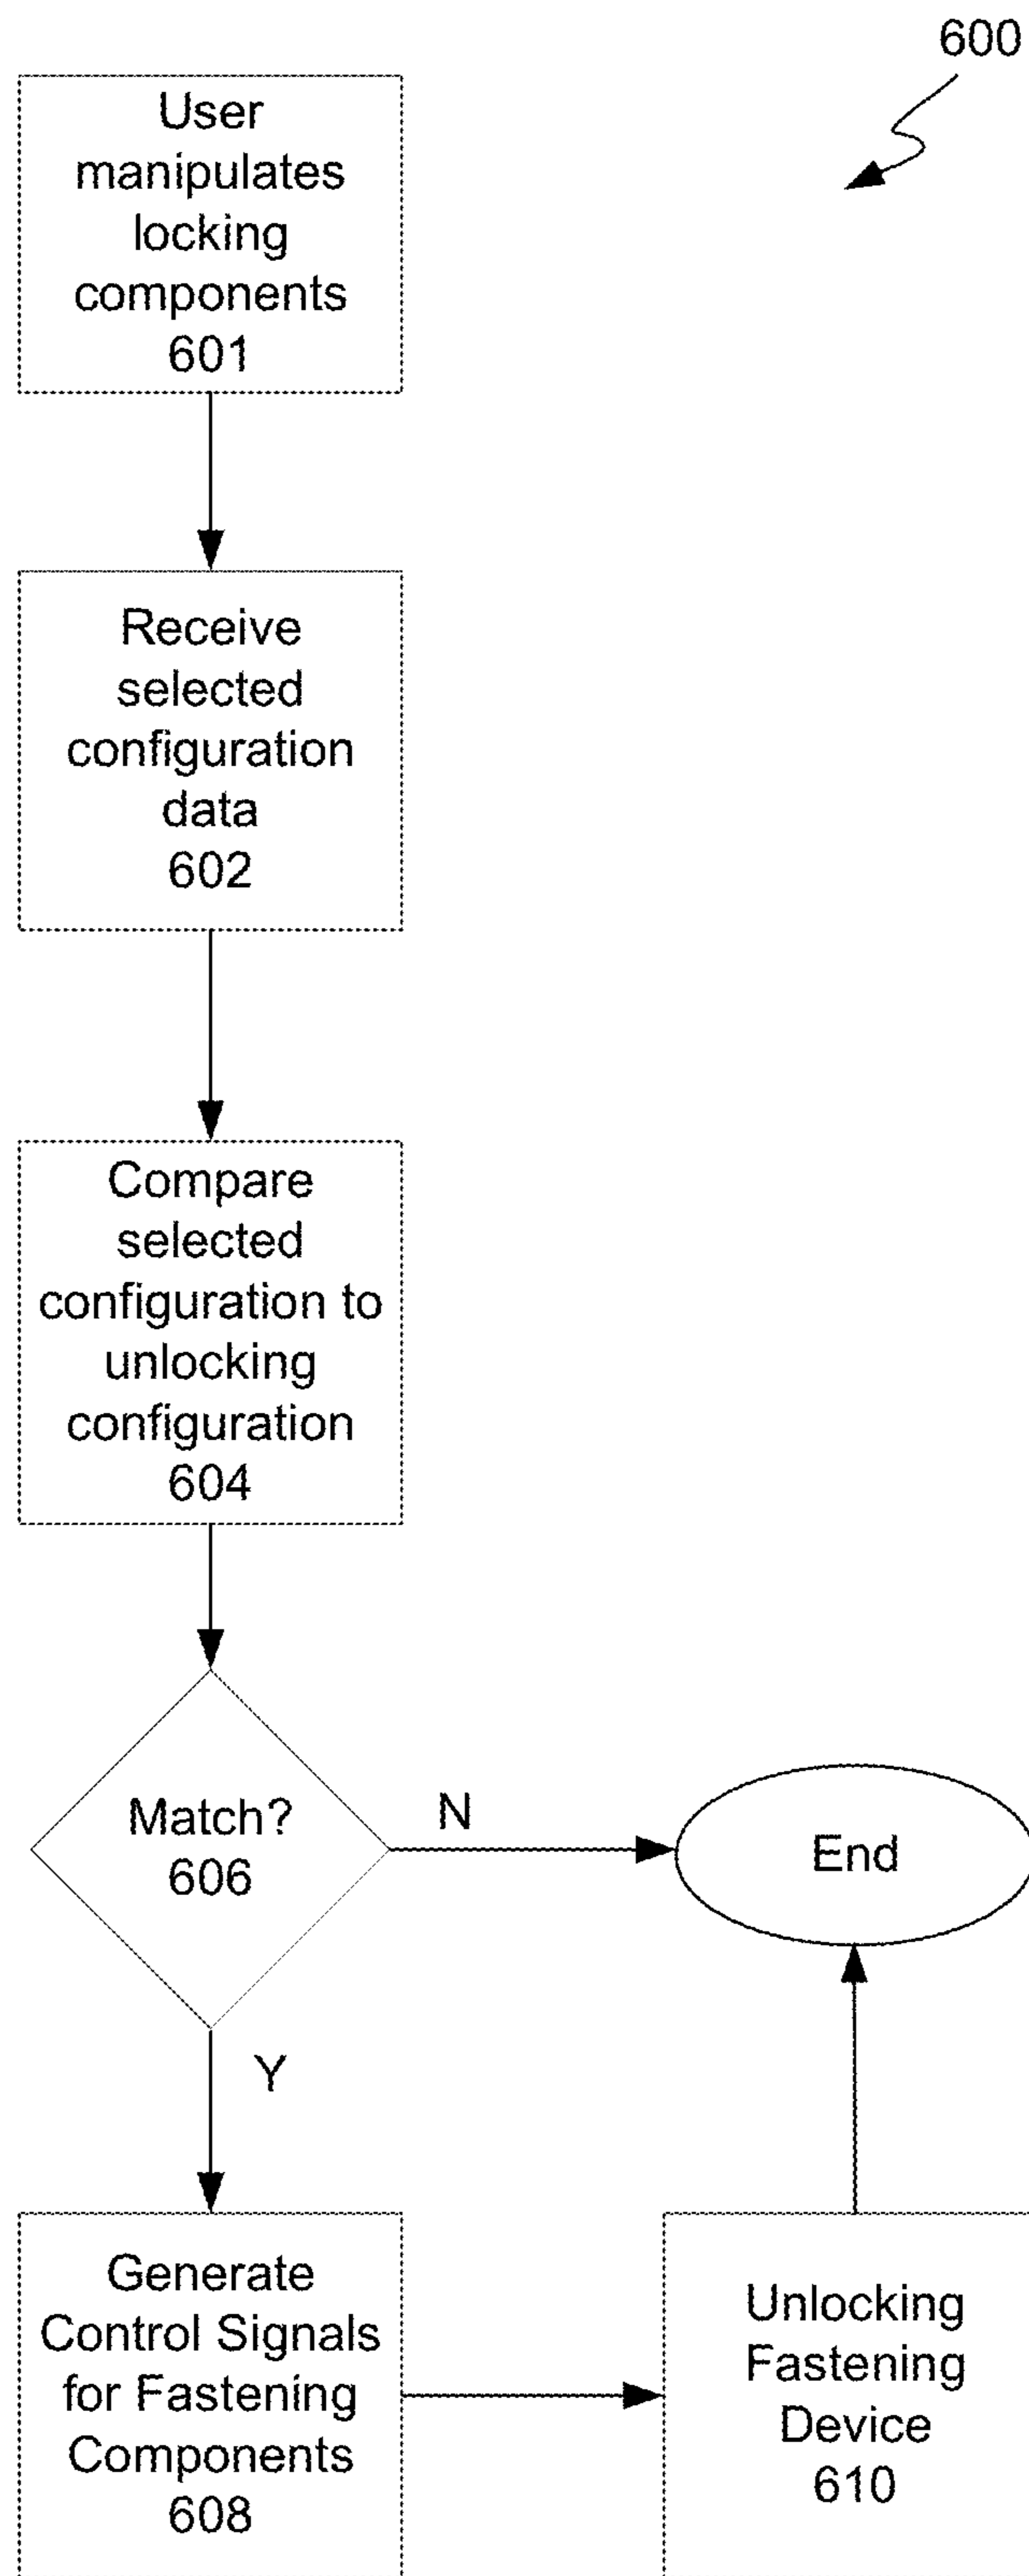 600
User
manipulates
locking
components
601
Receive
selected
configuration
data
602
Compare
selected
configuration to
unlocking
configuration
604
Match?
606
N
End
Y
Generate
Control Signals
for Fastening
Components
608
Unlocking
Fastening
Device
610